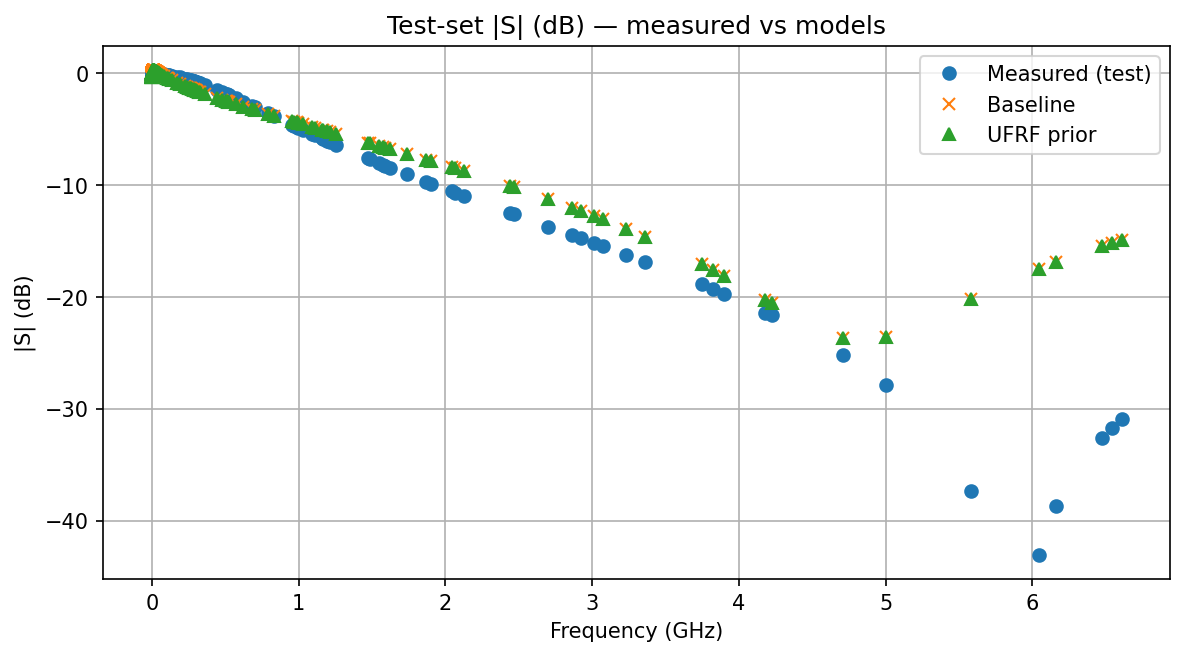 Test-set |S| (dB) — measured vs models
Measured (test)
Baseline
UFRF prior
|S| (dB)
0
−10
−20
−30
−40
0 1 2 3 4 5 6
Frequency (GHz)